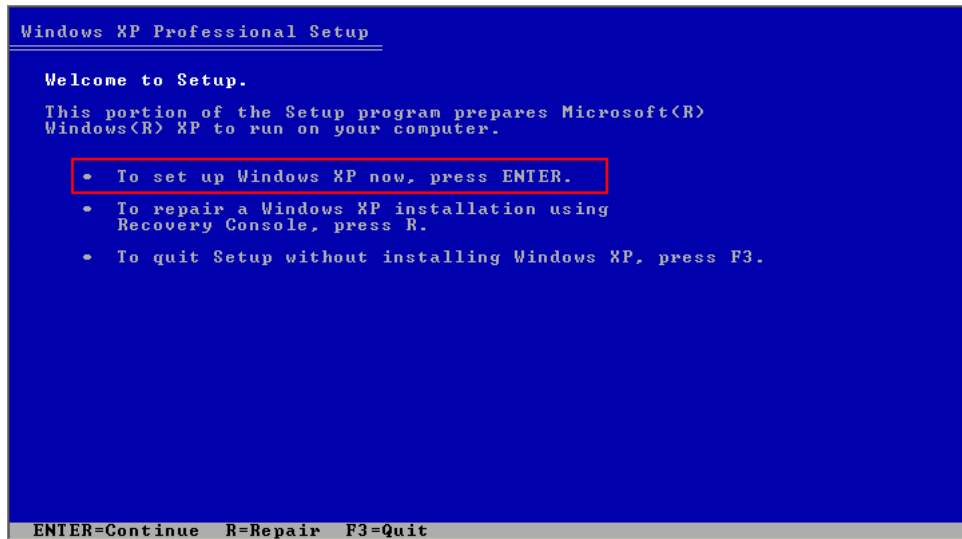 Windows XP Professional Setup
Welcome to Setup.
This portion of the Setup program prepares Microsoft(R)
Windows(R) XP to run on your computer.
• To set up Windows XP now, press ENTER.
• To repair a Windows XP installation using
Recovery Console, press R.
• To quit Setup without installing Windows XP, press F3.
ENTER=Continue R=Repair F3=Quit